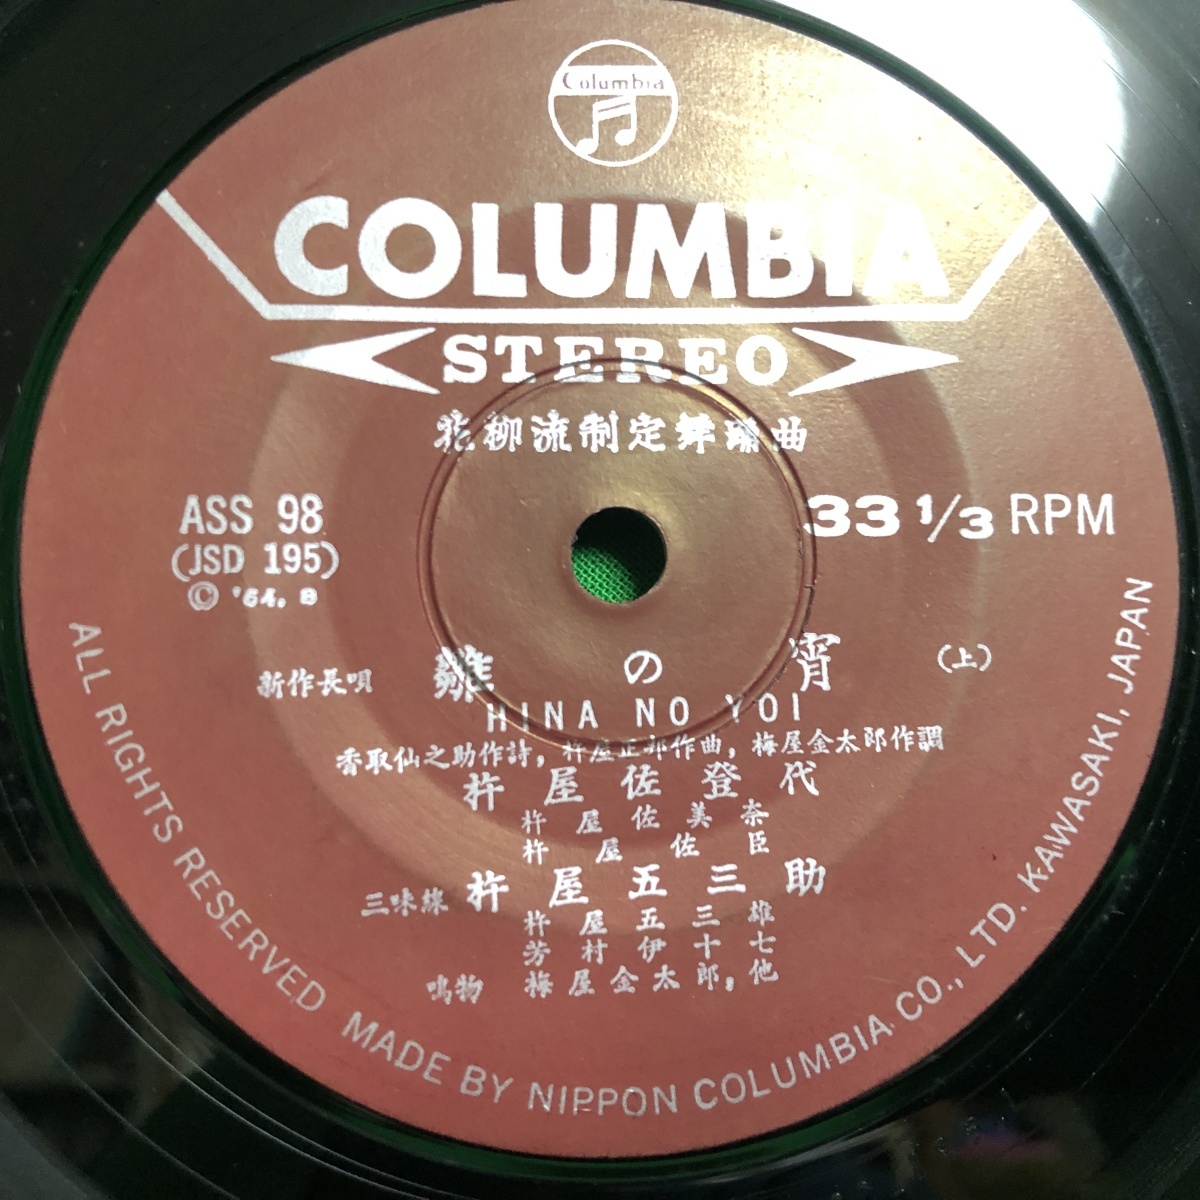 Columbia
COLUMBIA
STEREO
花柳流制定舞踊曲
ASS 98
33 1/3 RPM
(JSD 195)
© '64. 8
新作長唄 雛の宵 (上)
HINA NO YOI
香取仙之助作詩, 杵屋正邦作曲, 梅屋金太郎作調
杵屋佐登代
杵屋佐美奈
杵屋佐臣
三味線 杵屋五三助
杵屋五三雄
芳村伊十七
鳴物 梅屋金太郎, 他
ALL RIGHTS RESERVED MADE BY NIPPON COLUMBIA CO., LTD. KAWASAKI, JAPAN